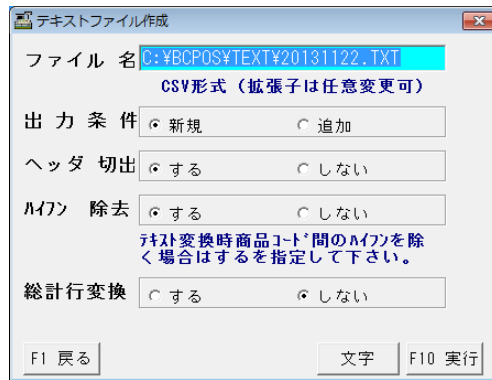 テキストファイル作成
ファイル 名 C:¥BCPOS¥TEXT¥20131122.TXT
CSV形式（拡張子は任意変更可）
出 力 条 件 新規 追加
ヘッダ 切出 する しない
ﾊｲﾌﾝ 除去 する しない
ﾃｷｽﾄ変換時商品ｺｰﾄﾞ間のﾊｲﾌﾝを除
く場合はするを指定して下さい。
総計行変換 する しない
F1 戻る 文字 F10 実行